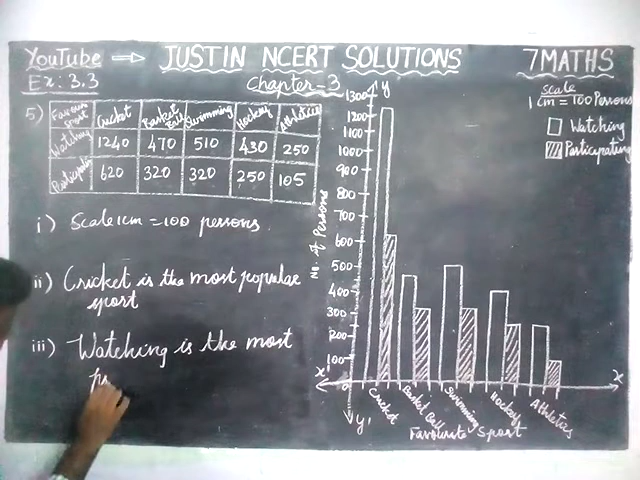 YouTube ⇒ JUSTIN NCERT SOLUTIONS 7MATHS
Ex: 3.3 Chapter-3
5) Favourite sport Cricket Basket Ball Swimming Hockey Athletics
Watching 1240 470 510 430 250
Participating 620 320 320 250 105
i) Scale 1cm = 100 persons
ii) Cricket is the most popular
sport
iii) Watching is the most
scale
1 cm = 100 Persons
Watching
Participating
y
1300
1200
1100
1000
900
800
700
600
500
400
300
200
100
0
No. of Persons
x' x
y'
Cricket Basket Ball Swimming Hockey Athletics
Favourite Sport